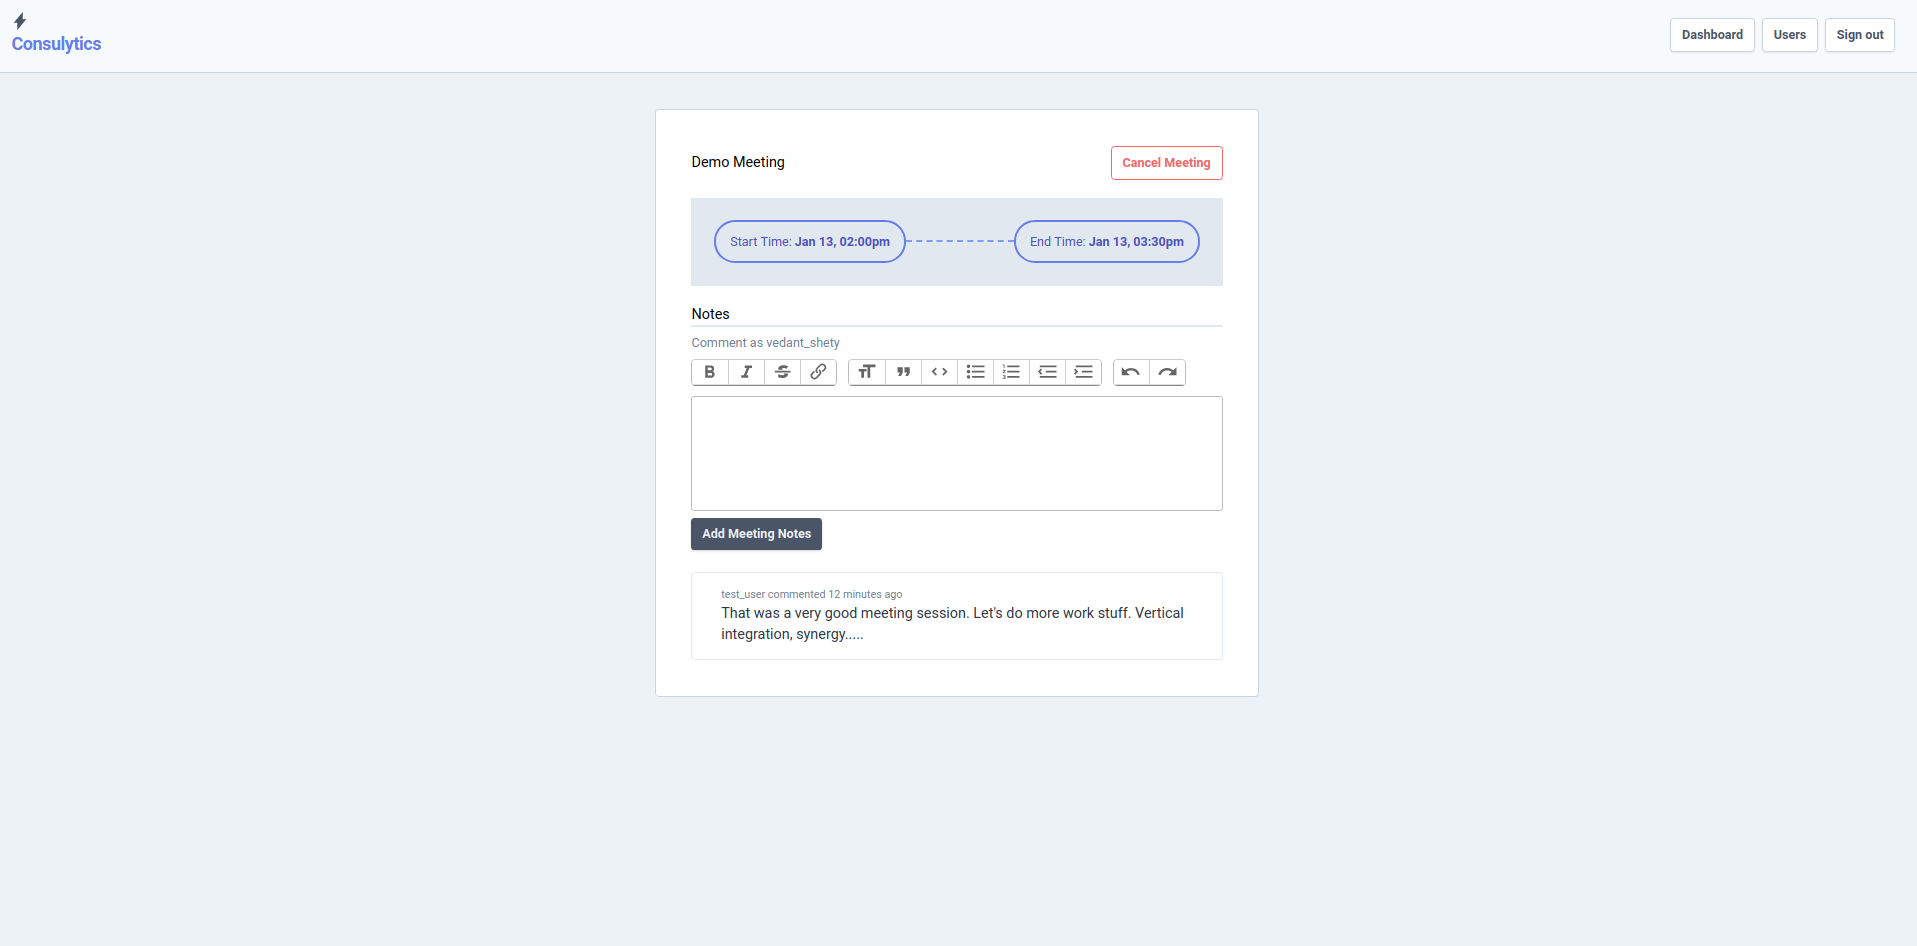 Consulytics
Dashboard
Users
Sign out
Demo Meeting
Cancel Meeting
Start Time: Jan 13, 02:00pm
End Time: Jan 13, 03:30pm
Notes
Comment as vedant_shety
Add Meeting Notes
test_user commented 12 minutes ago
That was a very good meeting session. Let's do more work stuff. Vertical
integration, synergy.....